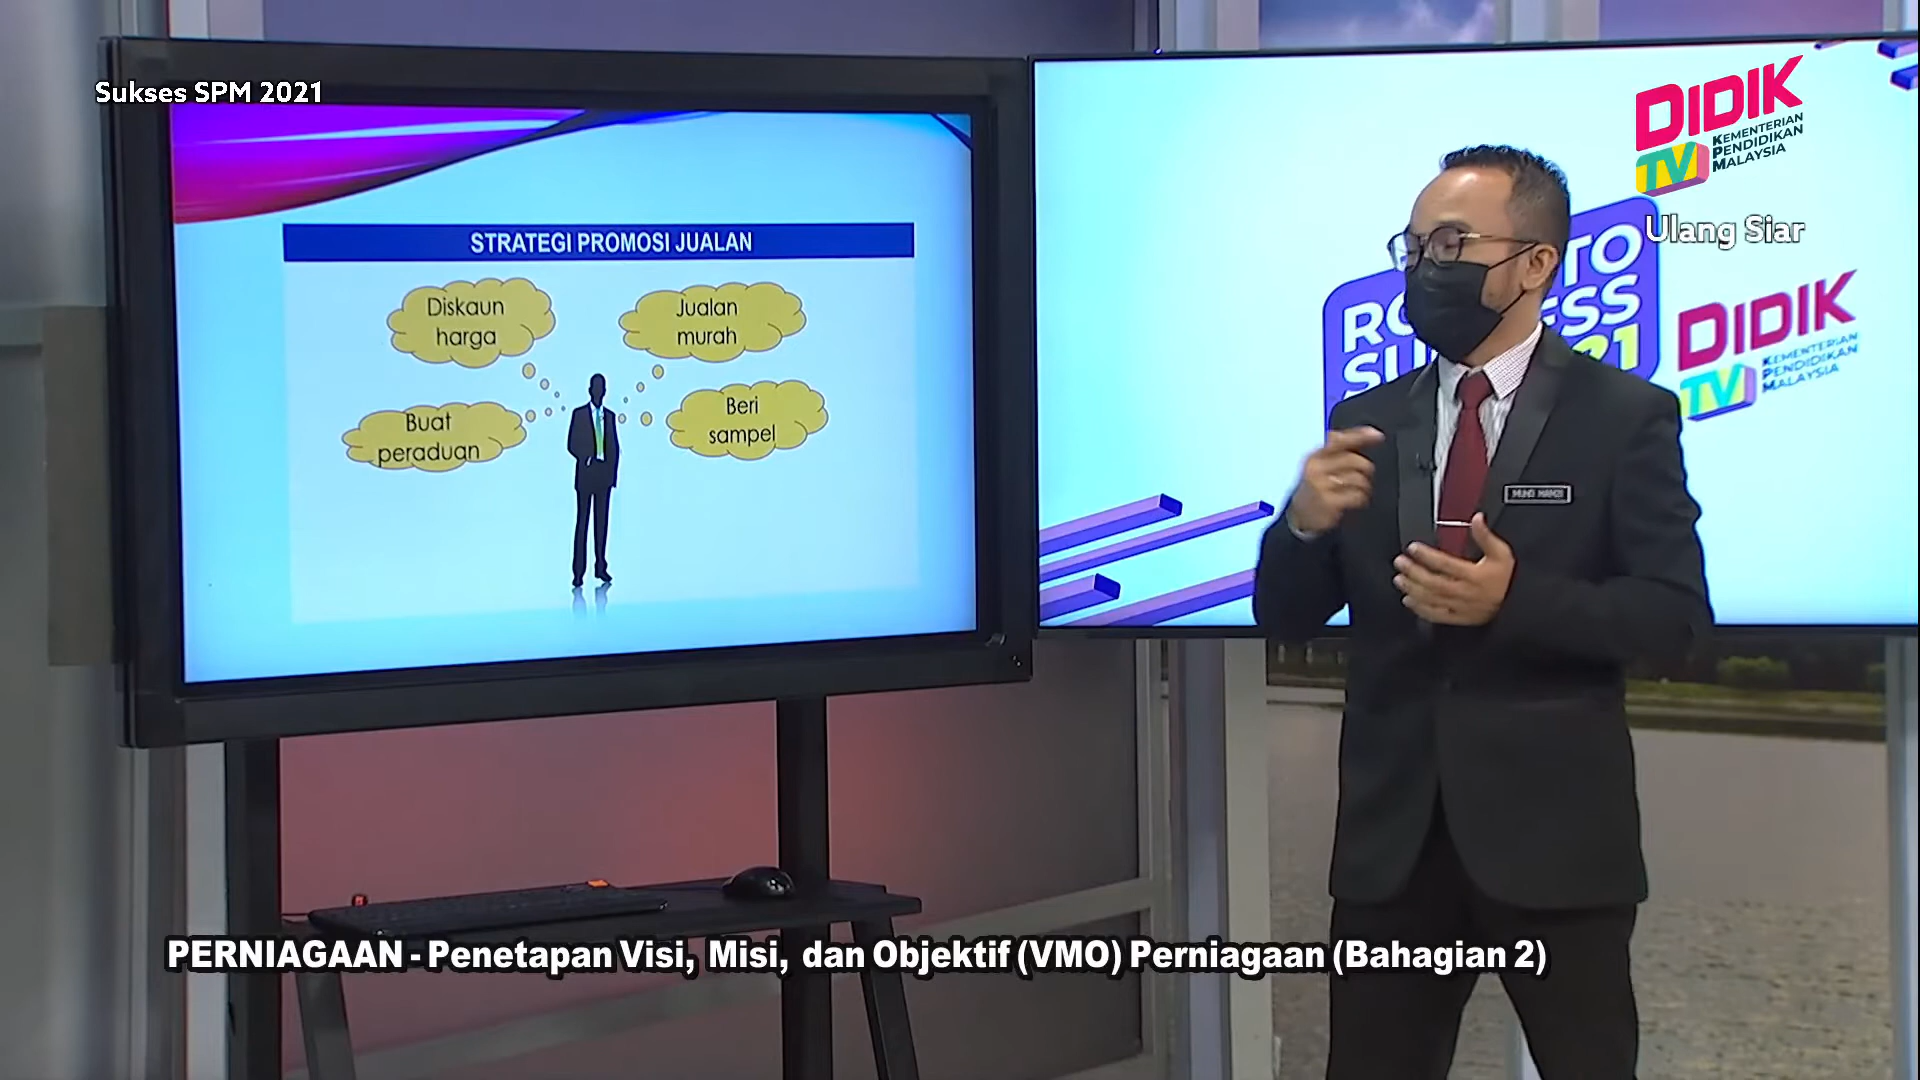 Sukses SPM 2021
STRATEGI PROMOSI JUALAN
Diskaun
harga
Jualan
murah
Buat
peraduan
Beri
sampel
DIDIK
TV
KEMENTERIAN
PENDIDIKAN
MALAYSIA
Ulang Siar
DIDIK
TV
KEMENTERIAN
PENDIDIKAN
MALAYSIA
PERNIAGAAN - Penetapan Visi, Misi, dan Objektif (VMO) Perniagaan (Bahagian 2)